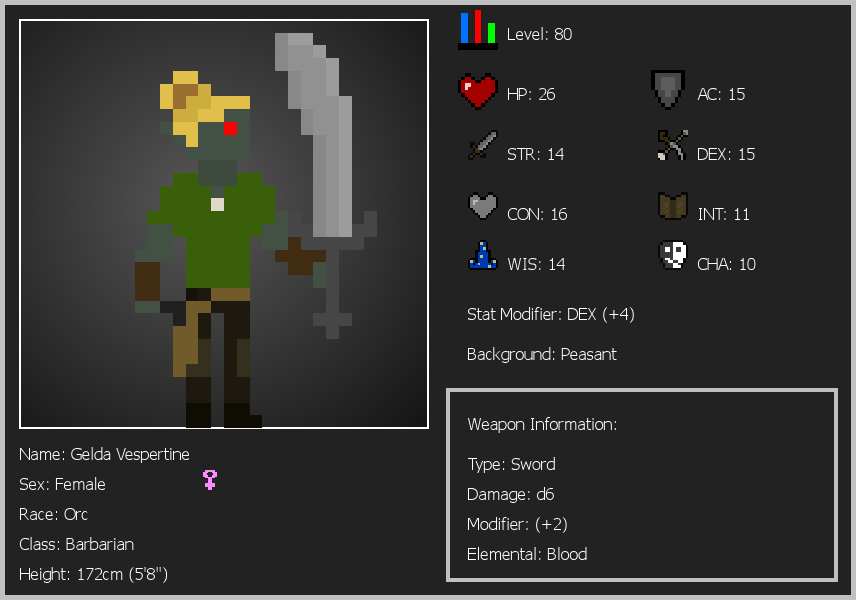 Level: 80
HP: 26
AC: 15
STR: 14
DEX: 15
CON: 16
INT: 11
WIS: 14
CHA: 10
Stat Modifier: DEX (+4)
Background: Peasant
Weapon Information:
Type: Sword
Damage: d6
Modifier: (+2)
Elemental: Blood
Name: Gelda Vespertine
Sex: Female
Race: Orc
Class: Barbarian
Height: 172cm (5'8")